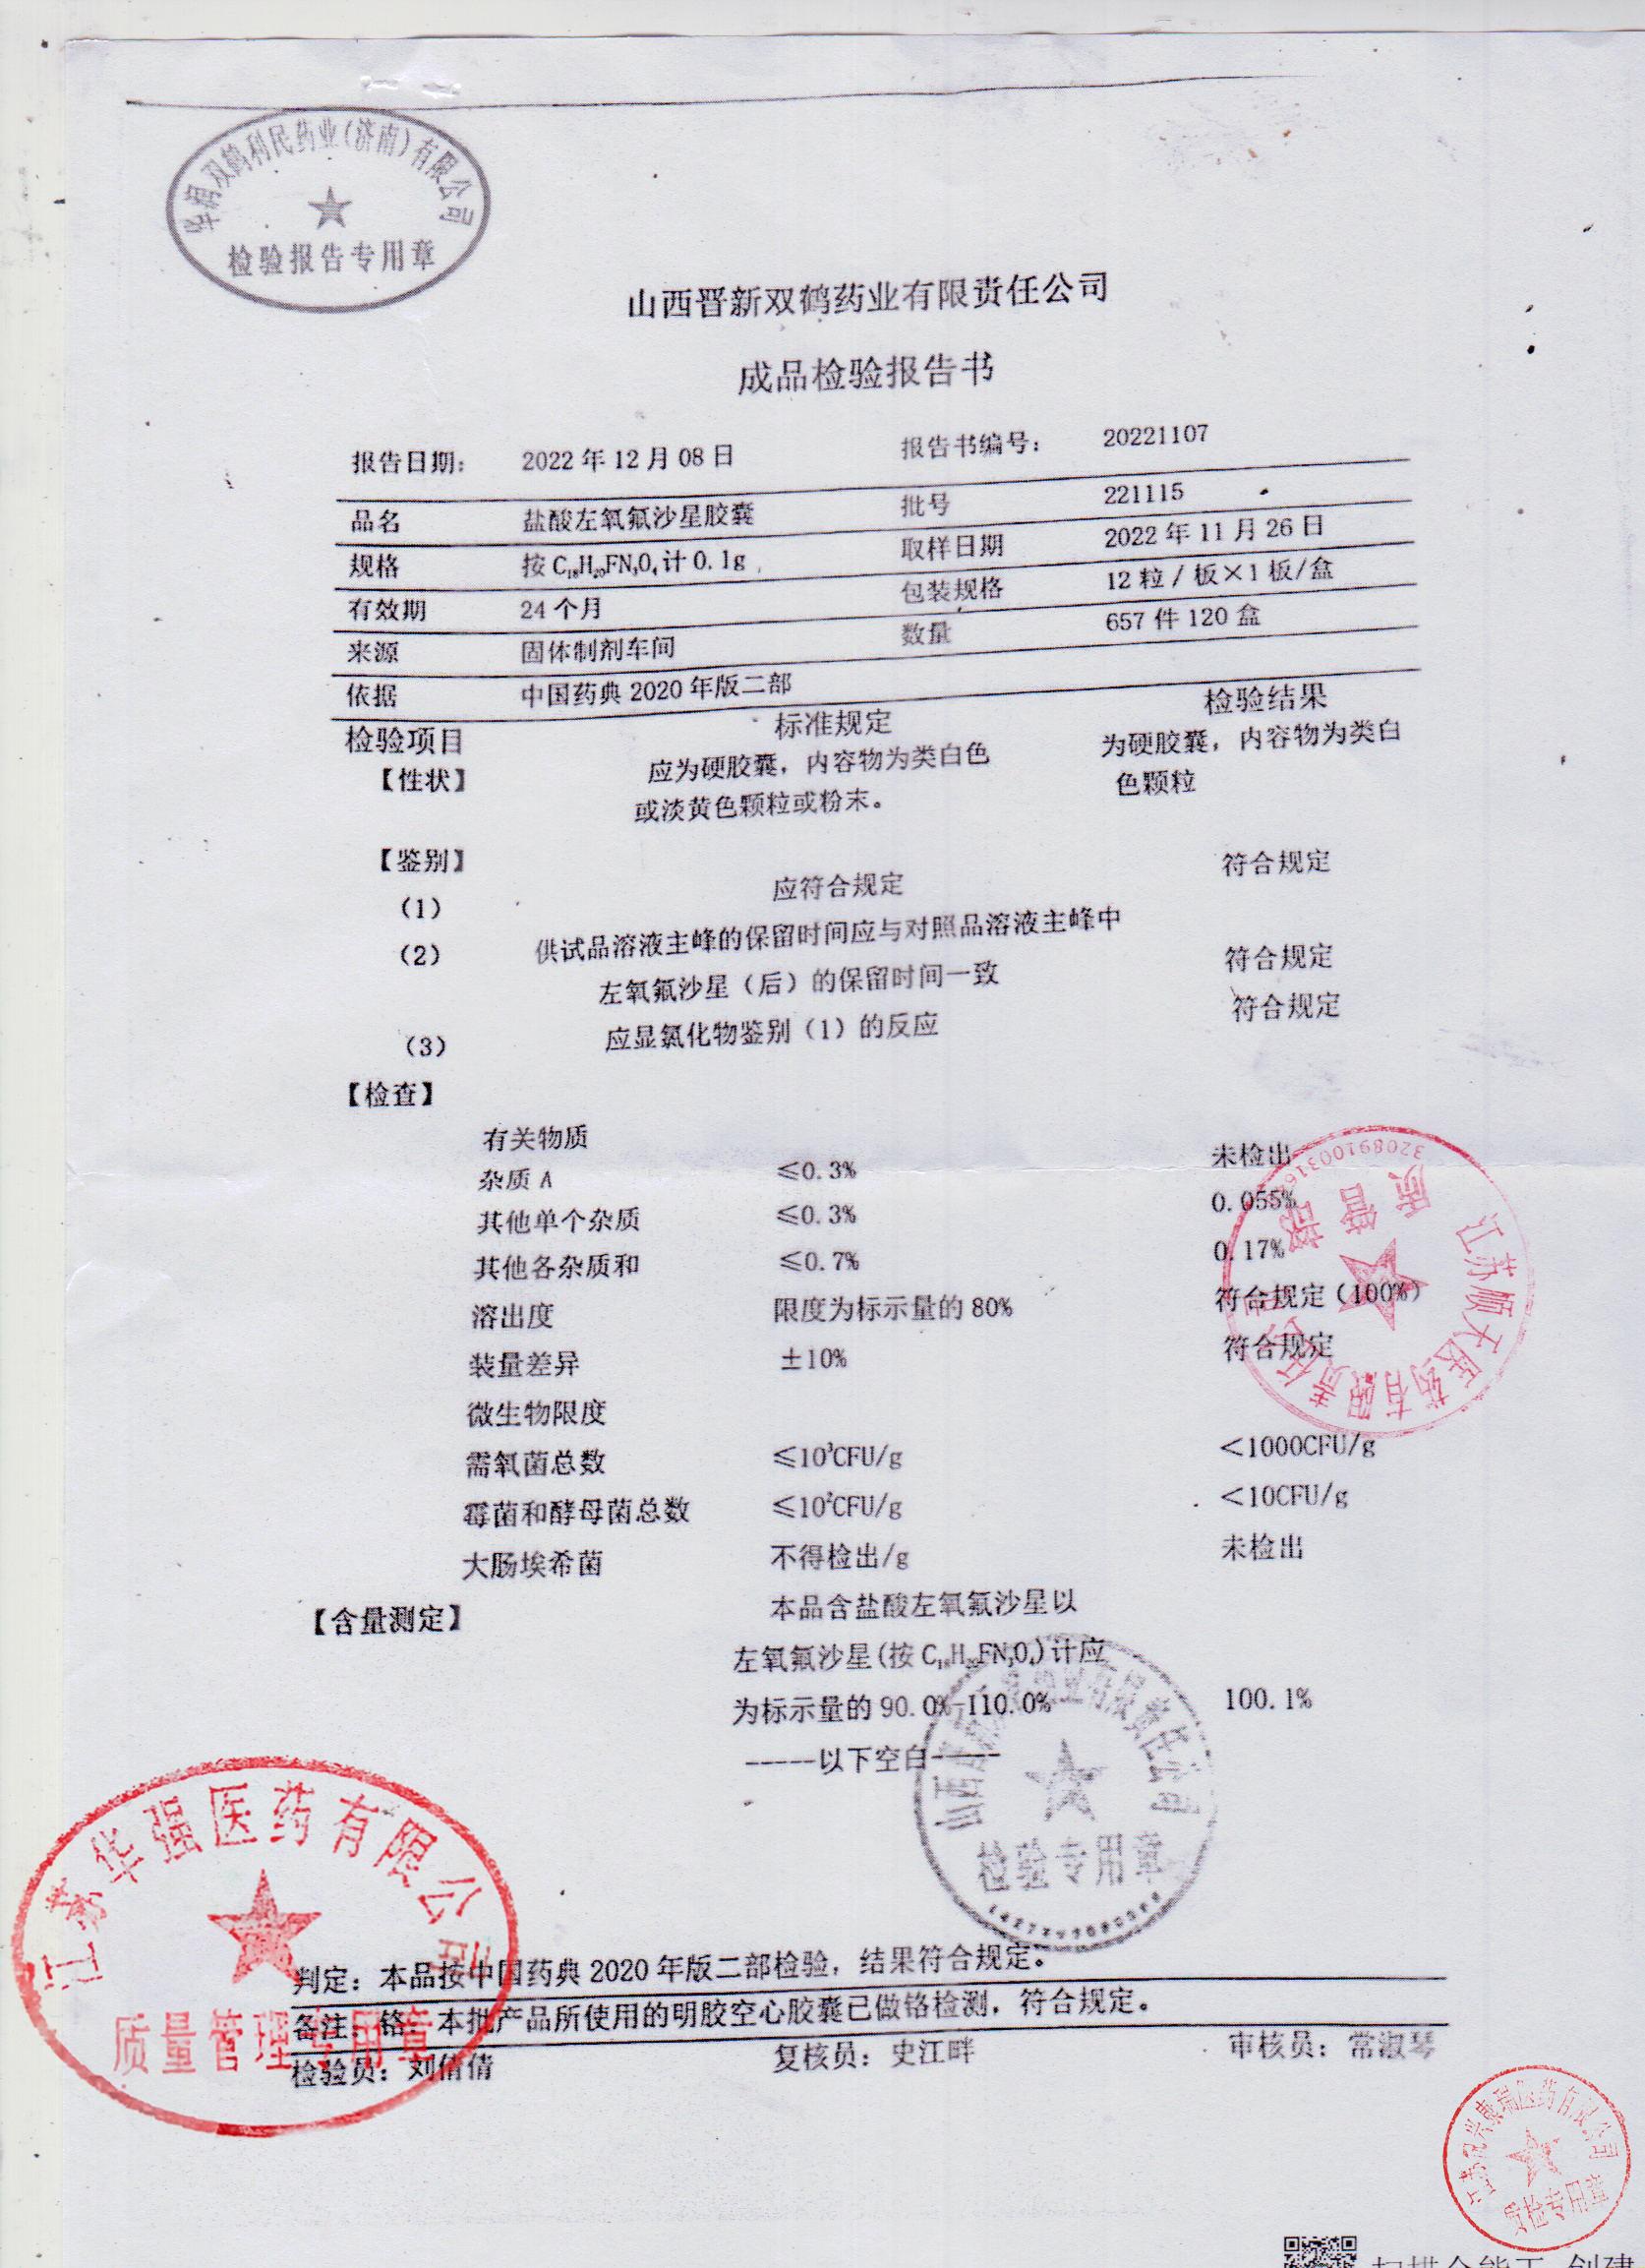 华润双鹤利民药业(济南)有限公司
检验报告专用章
山西晋新双鹤药业有限责任公司
成品检验报告书
报告日期： 2022年12月08日 报告书编号： 20221107
品名 盐酸左氧氟沙星胶囊 批号 221115
规格 按C₁₈H₂₀FN₃O₄计0.1g 取样日期 2022年11月26日
有效期 24个月 包装规格 12粒/板×1板/盒
来源 固体制剂车间 数量 657件120盒
依据 中国药典2020年版二部
检验项目 标准规定 检验结果
【性状】 应为硬胶囊，内容物为类白色 为硬胶囊，内容物为类白
或淡黄色颗粒或粉末。 色颗粒
【鉴别】
(1) 应符合规定 符合规定
(2) 供试品溶液主峰的保留时间应与对照品溶液主峰中
左氧氟沙星（后）的保留时间一致 符合规定
(3) 应显氯化物鉴别（1）的反应 符合规定
【检查】
有关物质
杂质A ≤0.3% 未检出
其他单个杂质 ≤0.3% 0.055%
其他各杂质和 ≤0.7% 0.17%
溶出度 限度为标示量的80% 符合规定（100%）
装量差异 ±10% 符合规定
微生物限度
需氧菌总数 ≤10³CFU/g <1000CFU/g
霉菌和酵母菌总数 ≤10²CFU/g <10CFU/g
大肠埃希菌 不得检出/g 未检出
【含量测定】 本品含盐酸左氧氟沙星以
左氧氟沙星(按C₁₈H₂₀FN₃O₄)计应
为标示量的90.0%-110.0% 100.1%
-----以下空白-----
江苏顺天医药有限责任公司
质管部
检验专用章
江苏华强医药有限公司
质量管理专用章
判定：本品按中国药典2020年版二部检验，结果符合规定。
备注：铬：本批产品所使用的明胶空心胶囊已做铬检测，符合规定。
检验员：刘倩倩 复核员：史江畔 审核员：常淑琴
质检专用章